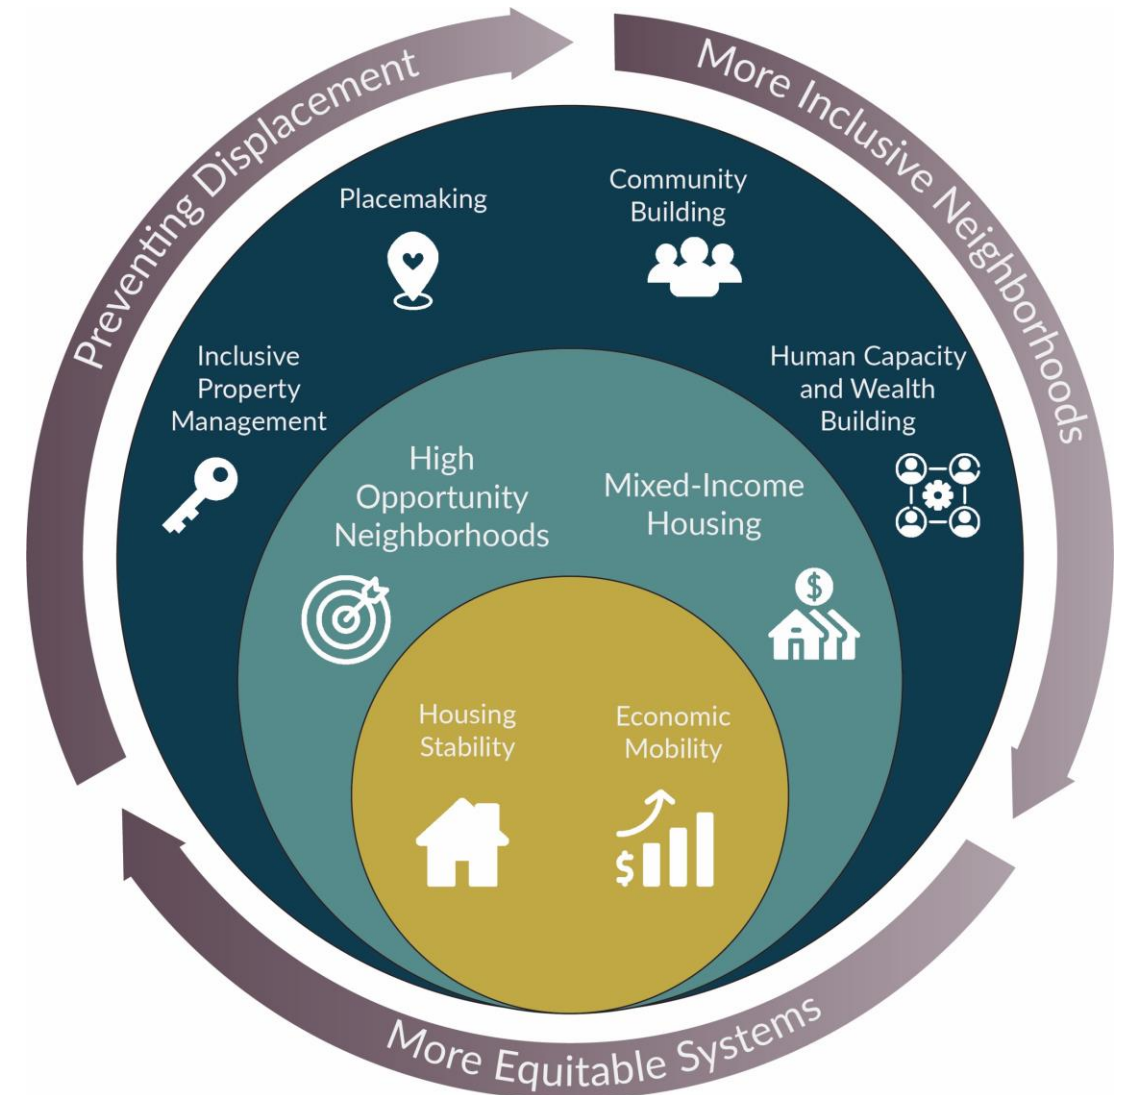 Preventing Displacement
More Inclusive Neighborhoods
Placemaking
Community
Building
Inclusive
Property
Management
Human Capacity
and Wealth
Building
High
Opportunity
Neighborhoods
Mixed-Income
Housing
$
Housing
Stability
Economic
Mobility
$
More Equitable Systems